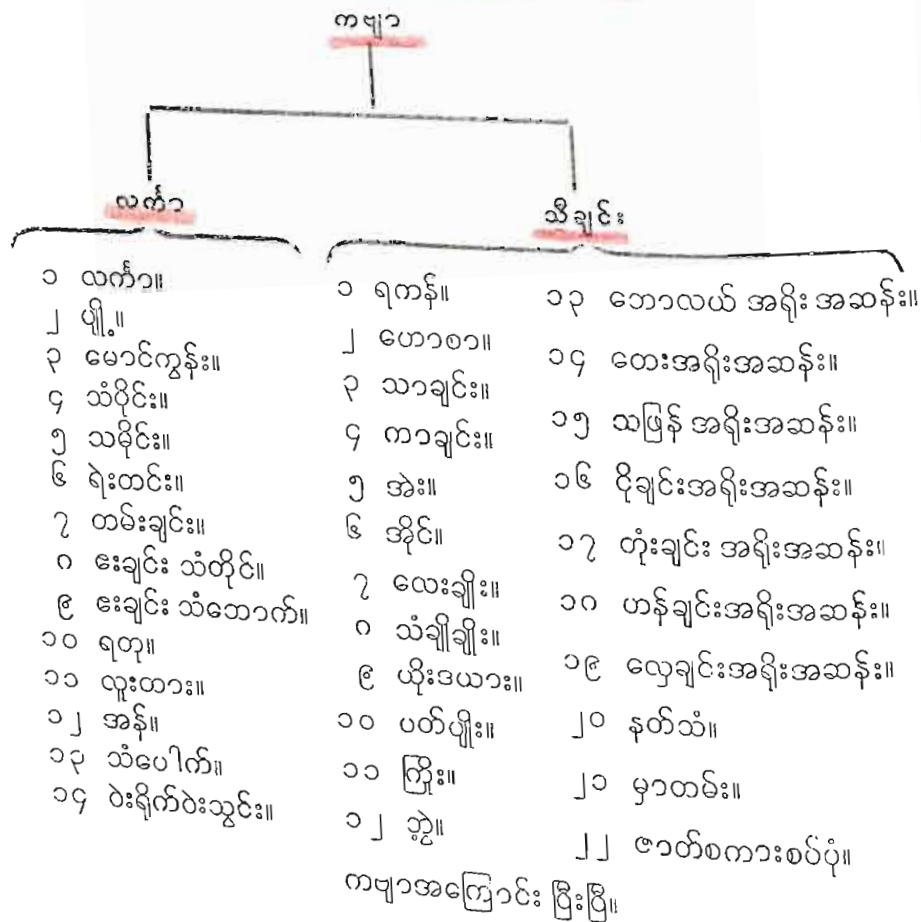 ကဗျာ
လင်္ကာ
သီချင်း
၁ လင်္ကာ။
၂ ပျို့။
၃ မောင်ကွန်း။
၄ သံပိုင်း။
၅ သမိုင်း။
၆ ရဲးတင်း။
၇ တမ်းချင်း။
၈ ဧးချင်း သံတိုင်။
၉ ဧးချင်း သံဘောက်။
၁၀ ရတု။
၁၁ လူးတား။
၁၂ အန်။
၁၃ သံပေါက်။
၁၄ ဝဲးရိုက်ဝဲးသွင်း။
၁ ရကန်။
၂ ဟောစာ။
၃ သာချင်း။
၄ ကာချင်း။
၅ အဲး။
၆ အိုင်။
၇ လေးချိုး။
၈ သံချိုချိုး။
၉ ယိုးဒယား။
၁၀ ပတ်ပျိုး။
၁၁ ကြိုး။
၁၂ ဘွဲ့။
၁၃ ဘောလယ် အရိုး အဆန်း။
၁၄ တေးအရိုးအဆန်း။
၁၅ သဖြန် အရိုးအဆန်း။
၁၆ ငိုချင်းအရိုးအဆန်း။
၁၇ တုံးချင်း အရိုးအဆန်း။
၁၈ ဟန်ချင်းအရိုးအဆန်း။
၁၉ လှေချင်းအရိုးအဆန်း။
၂၀ နတ်သံ။
၂၁ မှာတမ်း။
၂၂ ဇာတ်စကားစပ်ပုံ။
ကဗျာအကြောင်း ပြီးပြီ။